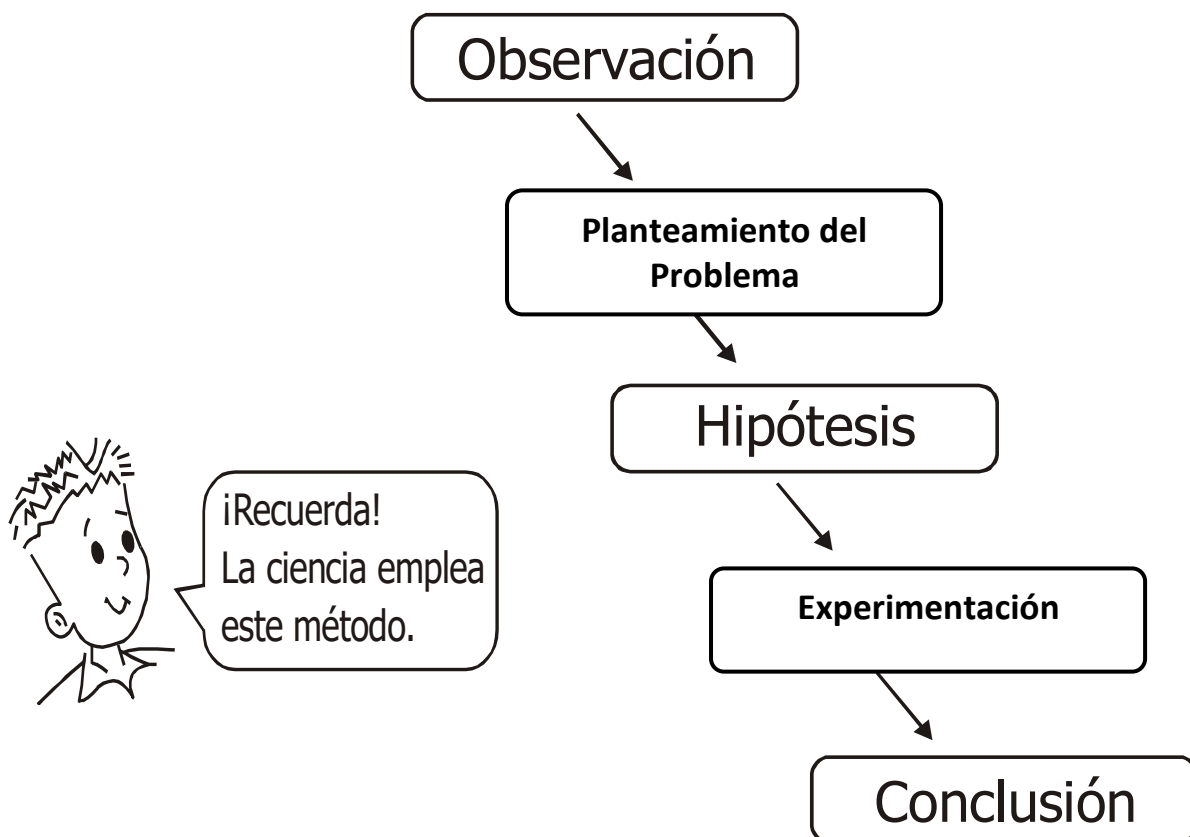 Observación
Planteamiento del
Problema
Hipótesis
¡Recuerda!
La ciencia emplea
este método.
Experimentación
Conclusión